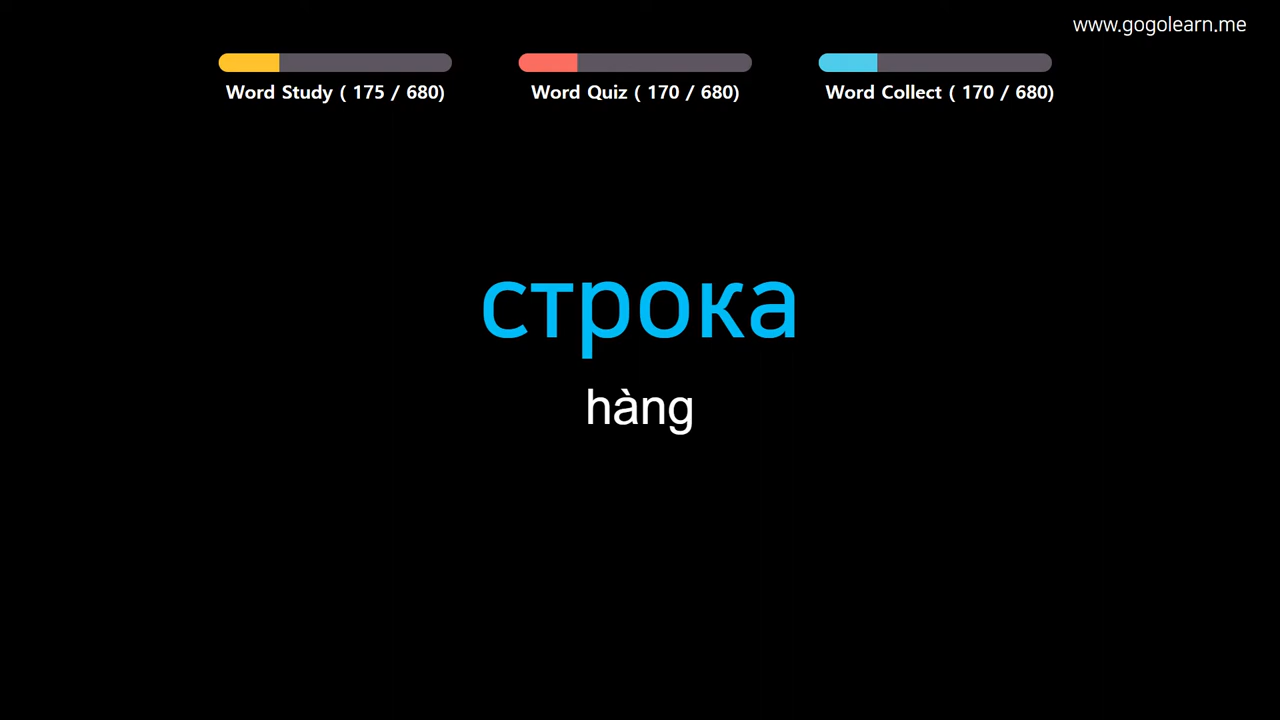 www.gogolearn.me
Word Study ( 175 / 680)
Word Quiz ( 170 / 680)
Word Collect ( 170 / 680)
строка
hàng